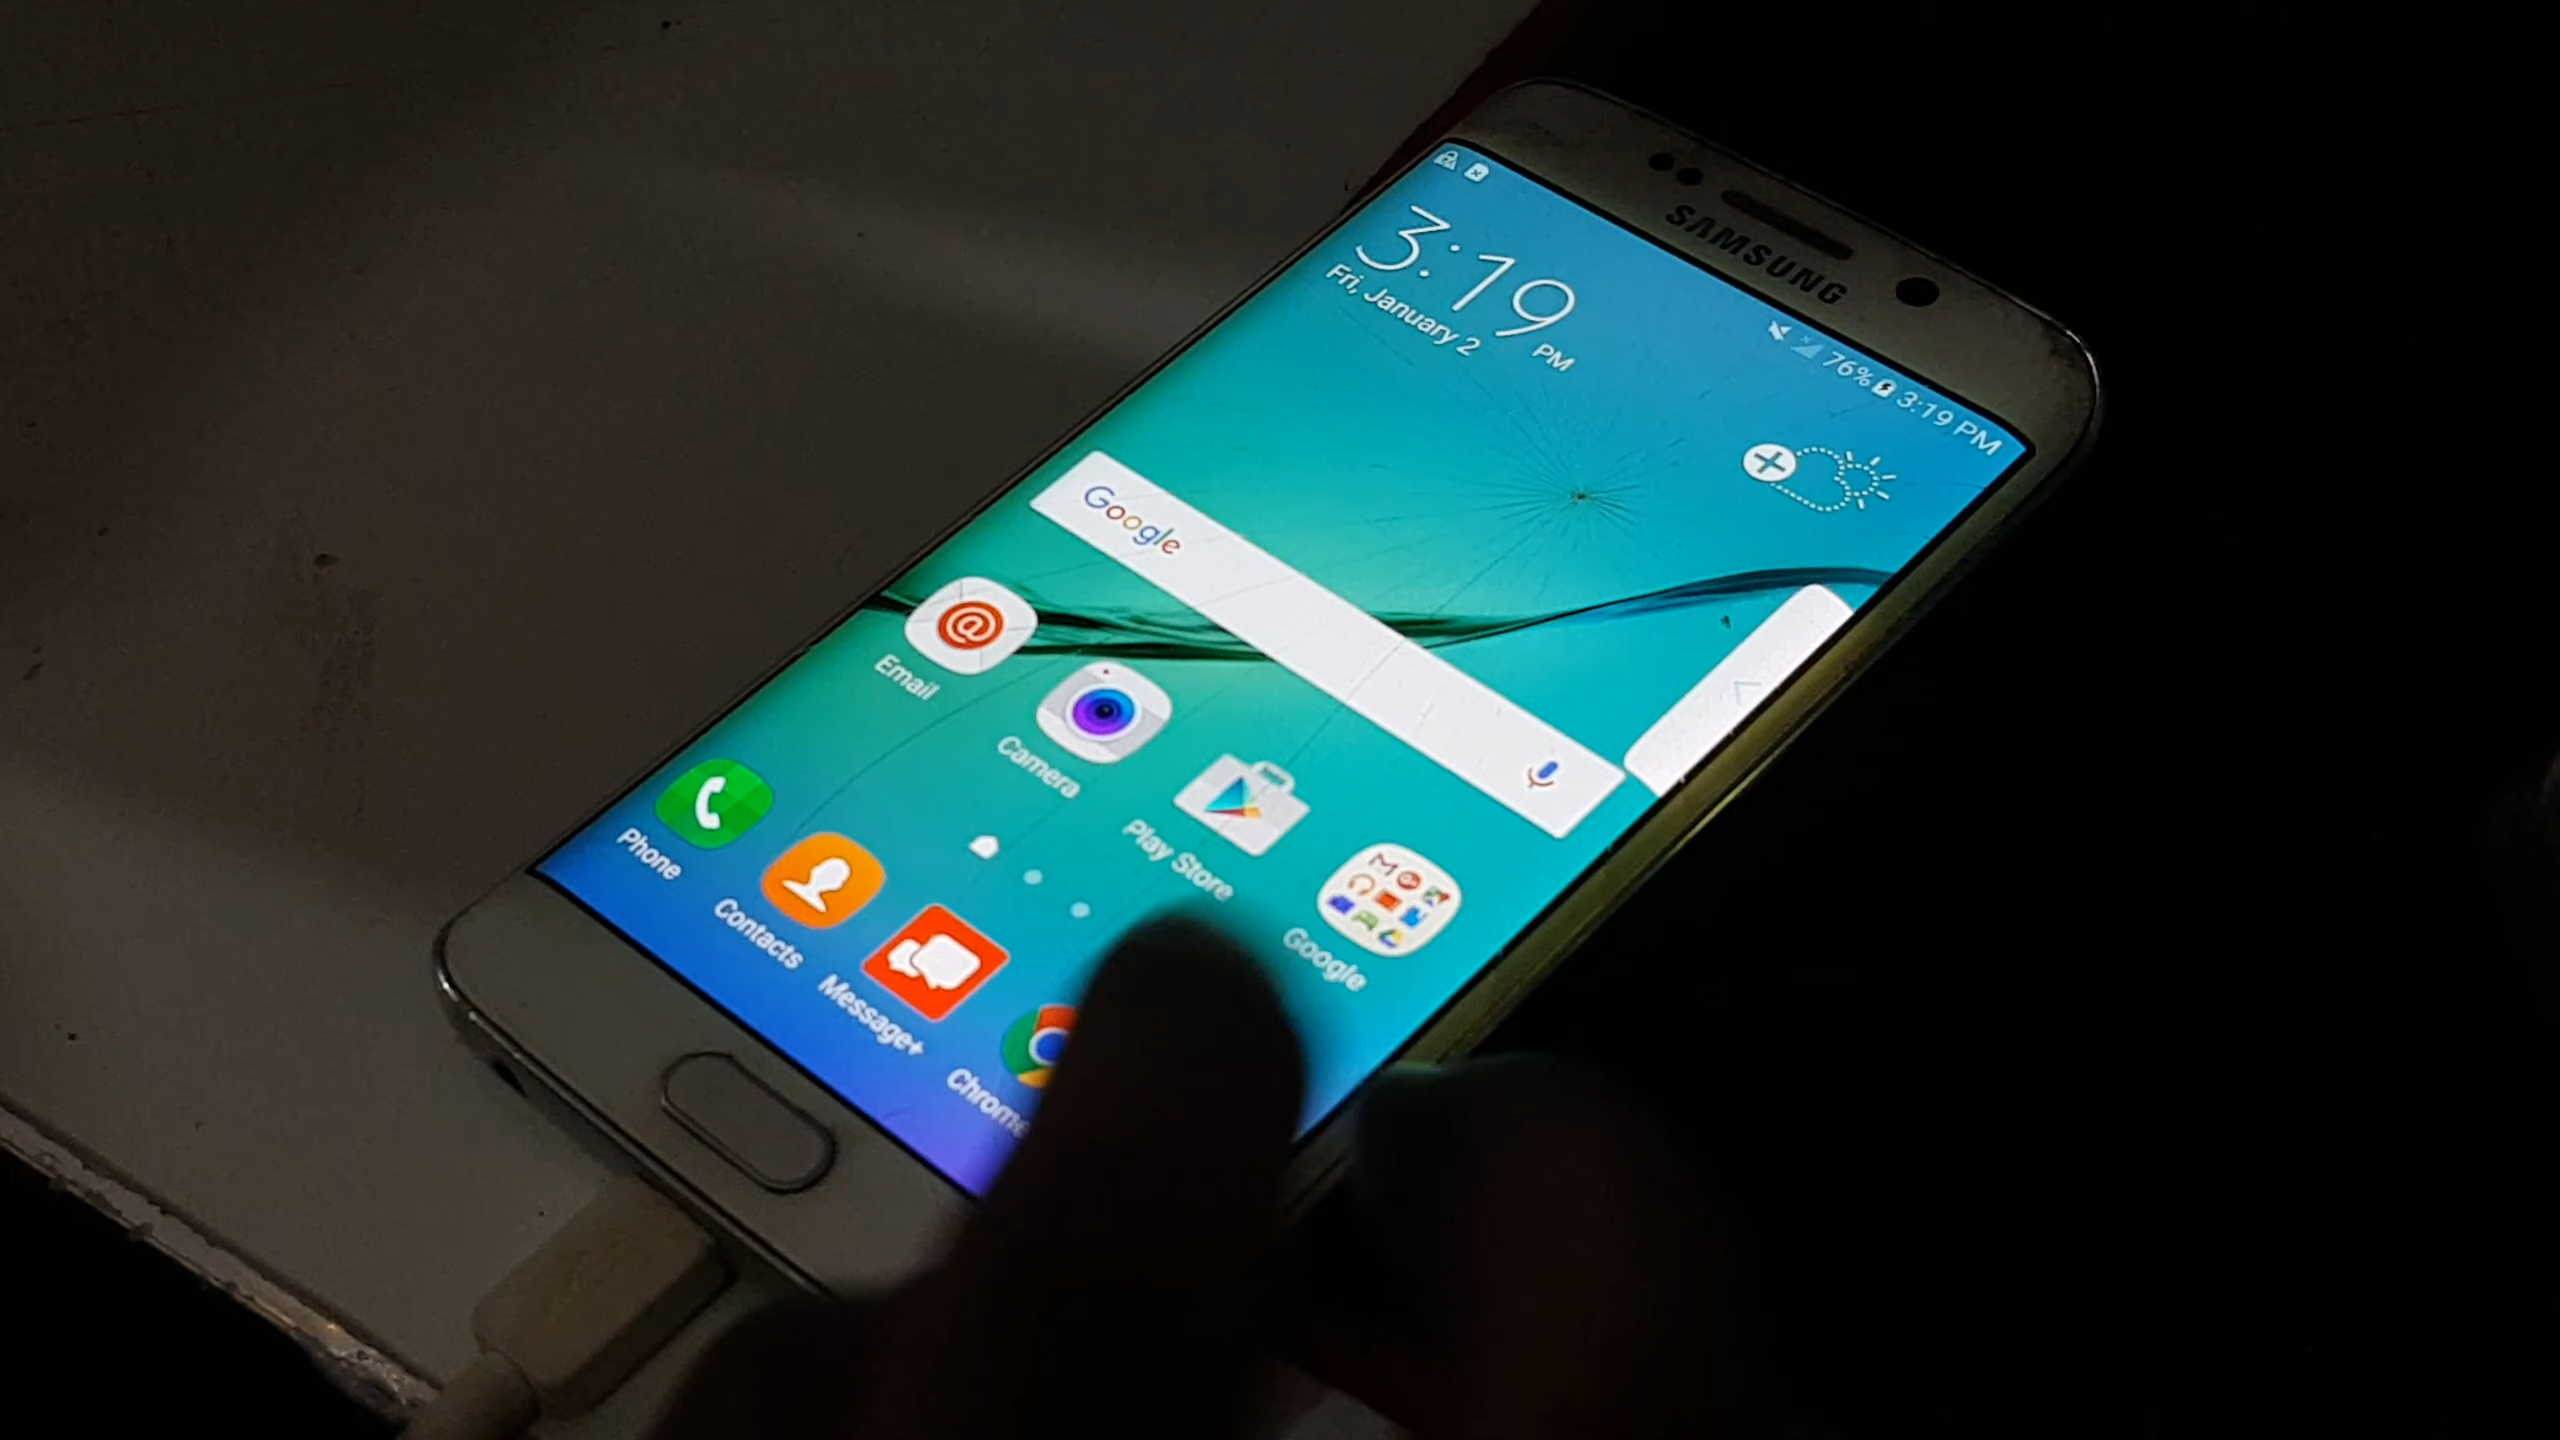 SAMSUNG
76% 3:19 PM
3:19 PM
Fri, January 2
Google
Email
Camera
Play Store
Google
Phone
Contacts
Message+
Chrome